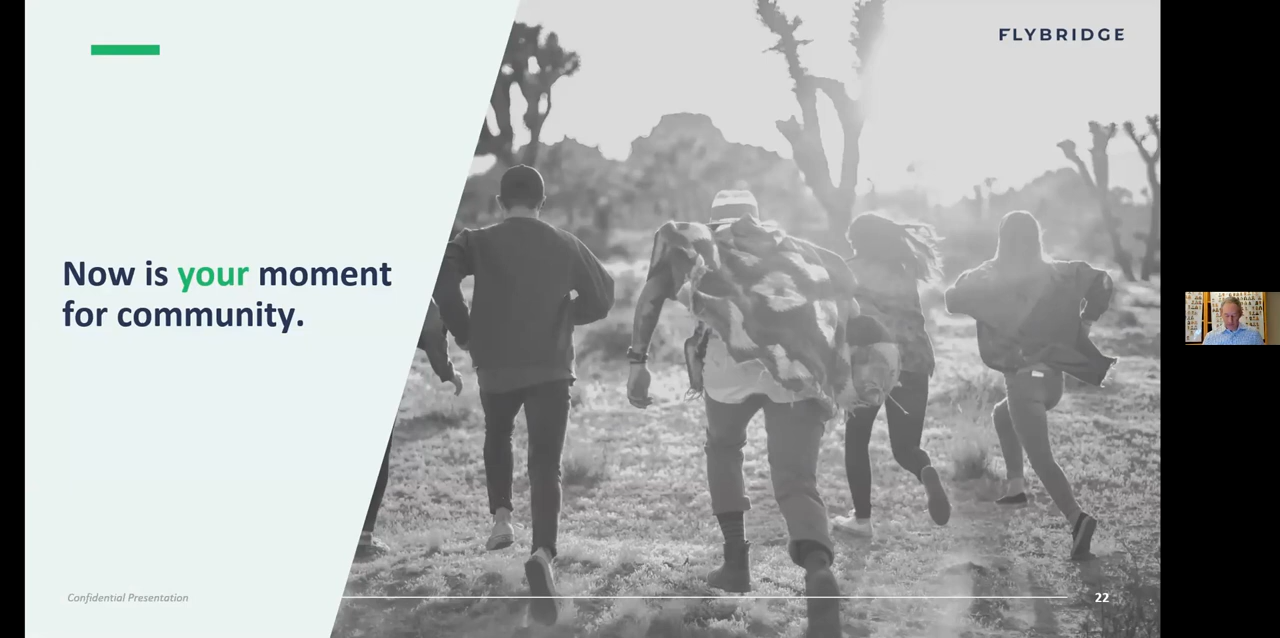 FLYBRIDGE
Now is your moment
for community.
Confidential Presentation
22